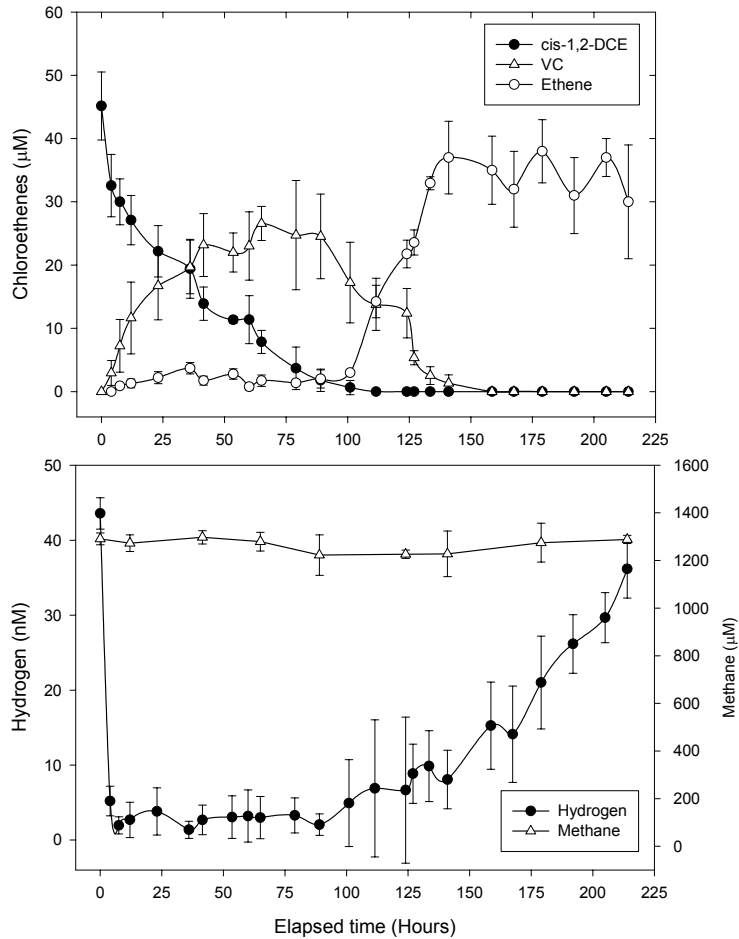 60
50
40
30
20
10
0
Chloroethenes (μM)
cis-1,2-DCE
VC
Ethene
0 25 50 75 100 125 150 175 200 225
50
40
30
20
10
0
Hydrogen (nM)
1600
1400
1200
1000
800
600
400
200
0
Methane (μM)
Hydrogen
Methane
0 25 50 75 100 125 150 175 200 225
Elapsed time (Hours)